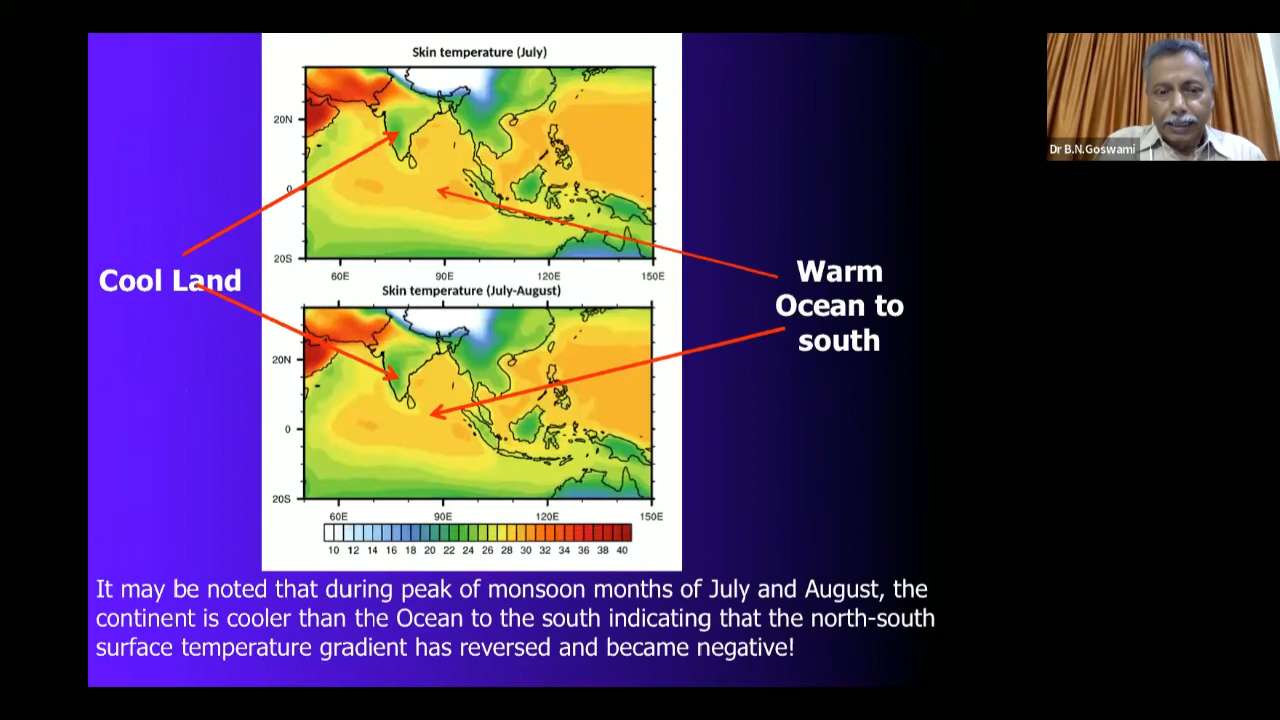 Skin temperature (July)
20N
0
20S
60E 90E 120E 150E
Dr B.N.Goswami
Cool Land
Warm
Ocean to
south
Skin temperature (July-August)
20N
0
20S
60E 90E 120E 150E
10 12 14 16 18 20 22 24 26 28 30 32 34 36 38 40
It may be noted that during peak of monsoon months of July and August, the
continent is cooler than the Ocean to the south indicating that the north-south
surface temperature gradient has reversed and became negative!